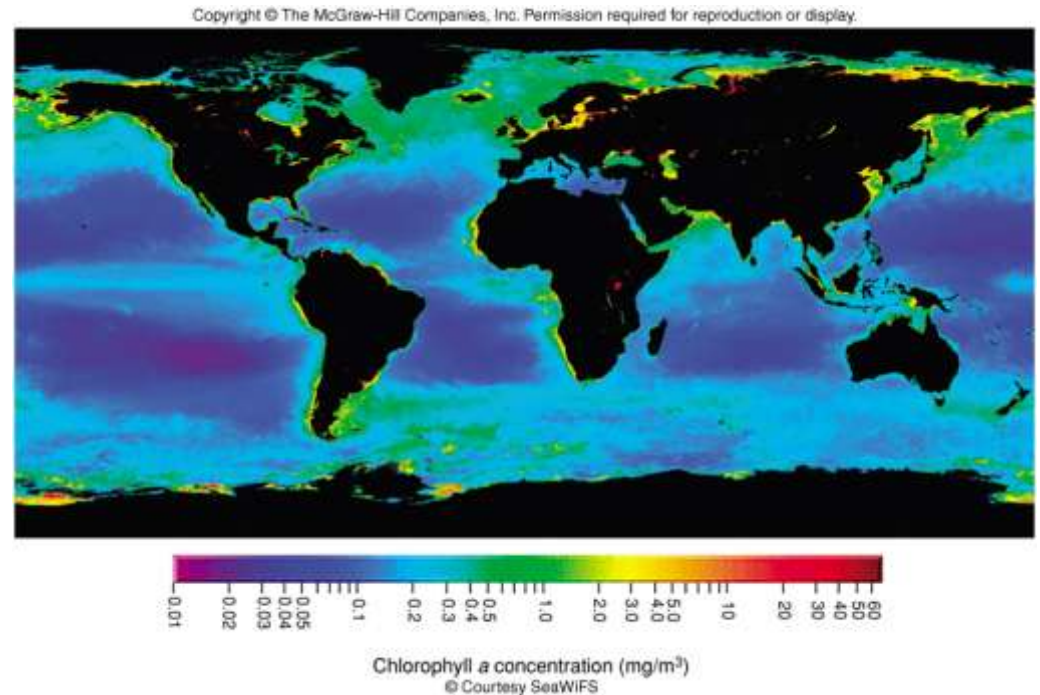 Copyright © The McGraw-Hill Companies, Inc. Permission required for reproduction or display.
0.01 0.02 0.03 0.04 0.05 0.1 0.2 0.3 0.4 0.5 1.0 2.0 3.0 4.0 5.0 10 20 30 40 50 60
Chlorophyll a concentration (mg/m³)
© Courtesy SeaWiFS